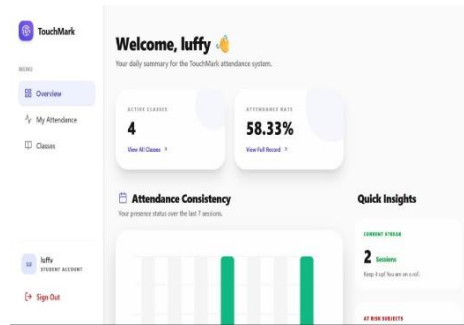 TouchMark
MENU
Overview
My Attendance
Classes
luffy
STUDENT ACCOUNT
Sign Out
Welcome, luffy 👋
Your daily summary for the TouchMark attendance system.
ACTIVE CLASSES
4
View All Classes >
ATTENDANCE RATE
58.33%
View Full Record >
Attendance Consistency
Your presence status over the last 7 sessions.
Quick Insights
CURRENT STREAK
2 Sessions
Keep it up! You are on a roll.
AT RISK SUBJECTS